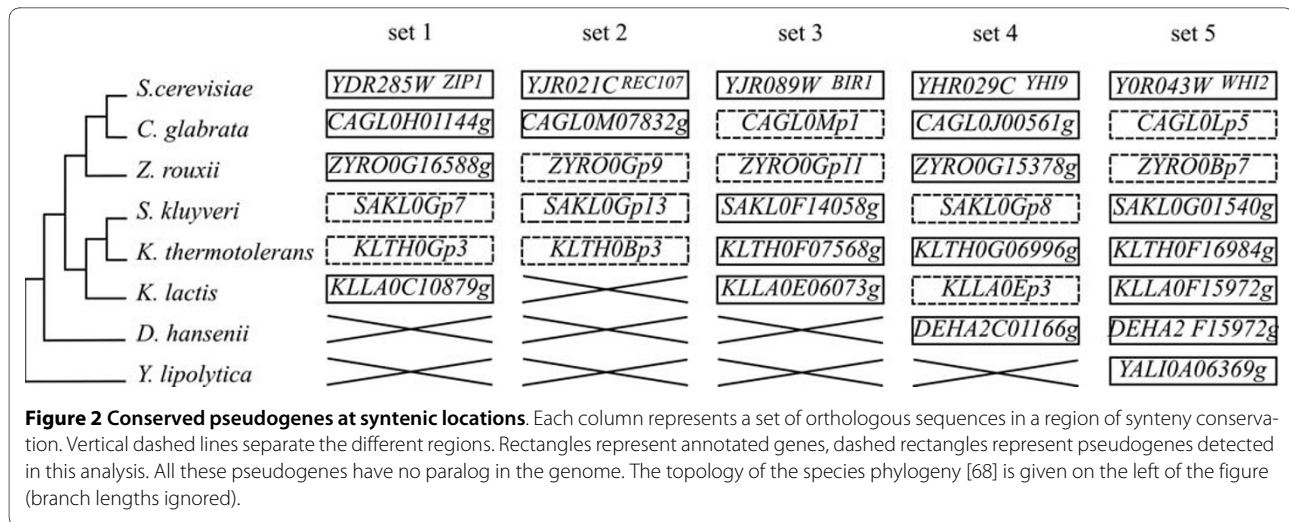 set 1 set 2 set 3 set 4 set 5
S.cerevisiae YDR285W ZIP1 YJR021C REC107 YJR089W BIR1 YHR029C YHI9 Y0R043W WHI2
C. glabrata CAGL0H01144g CAGL0M07832g CAGL0Mp1 CAGL0J00561g CAGL0Lp5
Z. rouxii ZYRO0G16588g ZYRO0Gp9 ZYRO0Gp11 ZYRO0G15378g ZYRO0Bp7
S. kluyveri SAKL0Gp7 SAKL0Gp13 SAKL0F14058g SAKL0Gp8 SAKL0G01540g
K. thermotolerans KLTH0Gp3 KLTH0Bp3 KLTH0F07568g KLTH0G06996g KLTH0F16984g
K. lactis KLLA0C10879g KLLA0E06073g KLLA0Ep3 KLLA0F15972g
D. hansenii DEHA2C01166g DEHA2 F15972g
Y. lipolytica YALI0A06369g
Figure 2 Conserved pseudogenes at syntenic locations. Each column represents a set of orthologous sequences in a region of synteny conserva-
tion. Vertical dashed lines separate the different regions. Rectangles represent annotated genes, dashed rectangles represent pseudogenes detected
in this analysis. All these pseudogenes have no paralog in the genome. The topology of the species phylogeny [68] is given on the left of the figure
(branch lengths ignored).